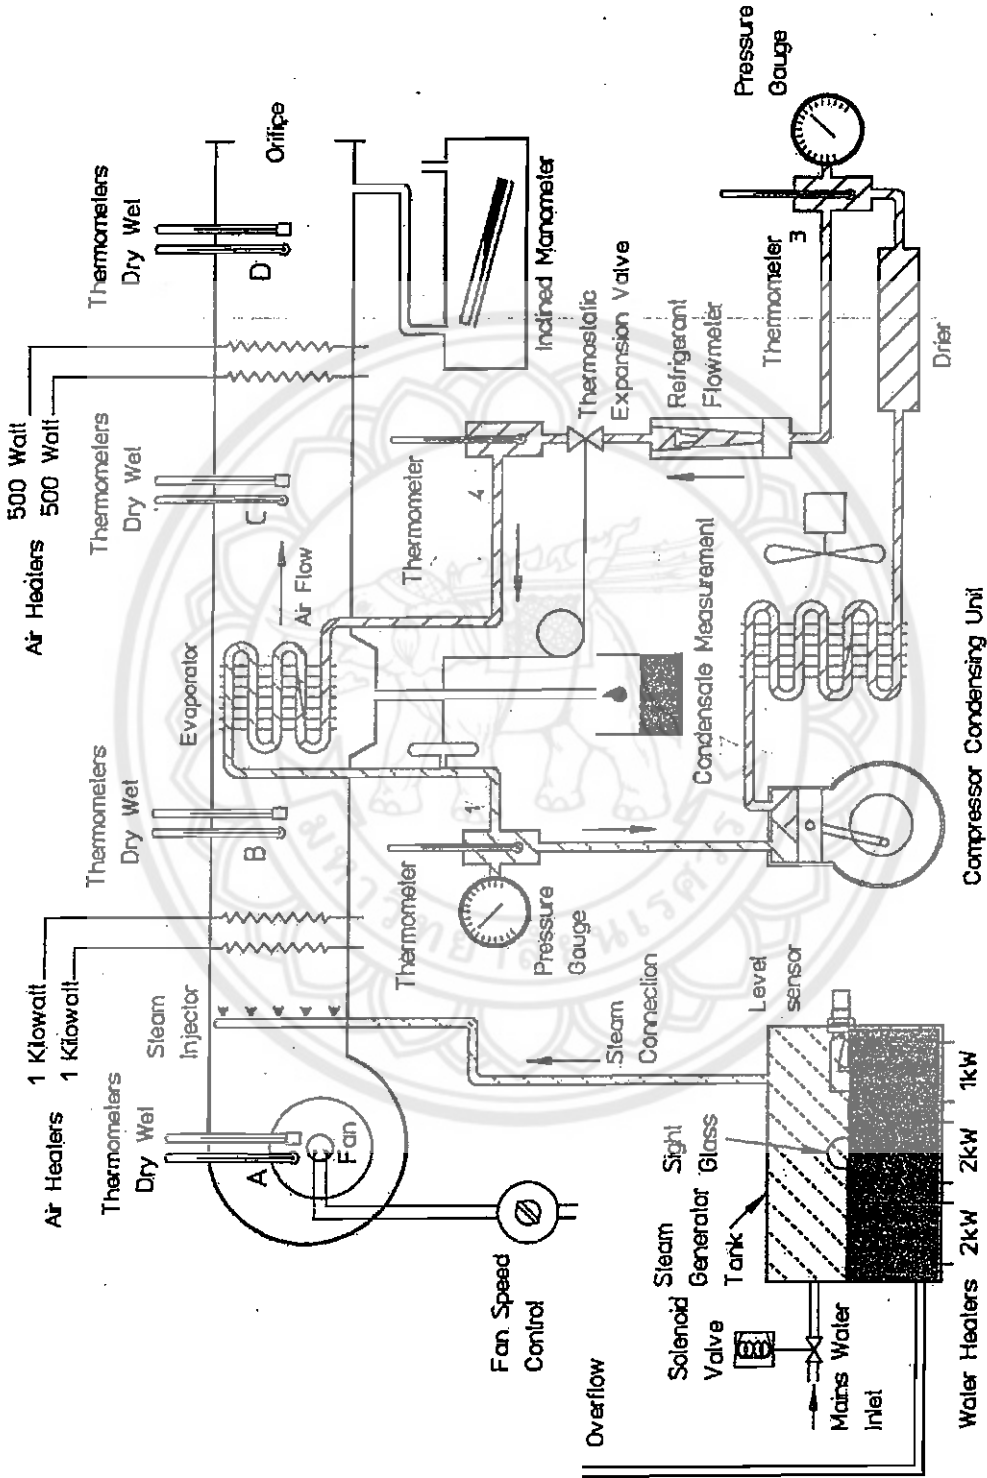 Air Heaters 1 Kilowatt
1 Kilowatt
Air Heaters 500 Watt
500 Watt
Thermometers
Dry Wet
A
Steam
Injector
Thermometers
Dry Wet
B
Evaporator
Air Flow
Thermometers
Dry Wet
C
Thermometers
Dry Wet
D
Orifice
Fan
Fan Speed
Control
Thermometer
1
Pressure
Gauge
Thermometer
4
Inclined Manometer
Thermostatic
Expansion Valve
Refrigerant
Flowmeter
Thermometer
3
Pressure
Gauge
Drier
Condensate Measurement
Compressor Condensing Unit
Steam
Connection
Level
sensor
Sight
Glass
Steam
Generator
Tank
Solenoid
Valve
Mains Water
Inlet
Overflow
Water Heaters 2kW 2kW 1kW